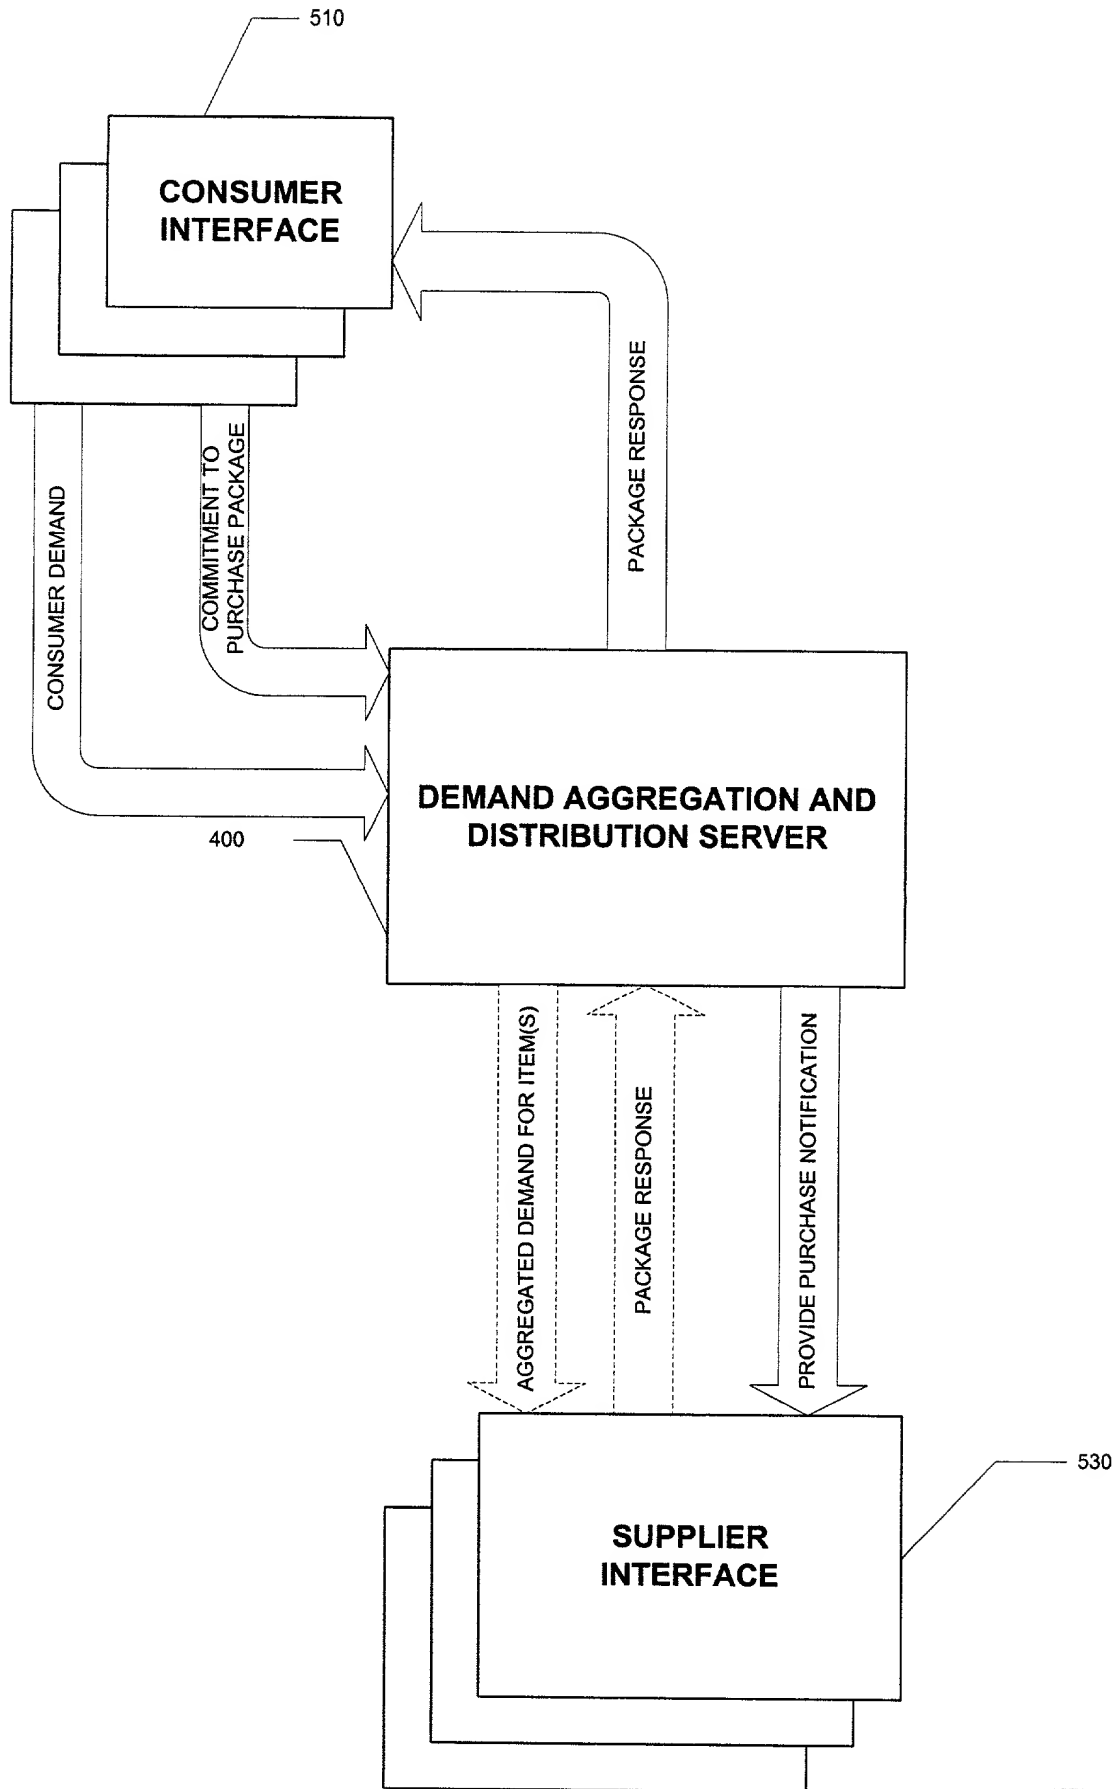 510
CONSUMER
INTERFACE
PACKAGE RESPONSE
COMMITMENT TO
PURCHASE PACKAGE
CONSUMER DEMAND
DEMAND AGGREGATION AND
DISTRIBUTION SERVER
400
AGGREGATED DEMAND FOR ITEM(S)
PACKAGE RESPONSE
PROVIDE PURCHASE NOTIFICATION
530
SUPPLIER
INTERFACE